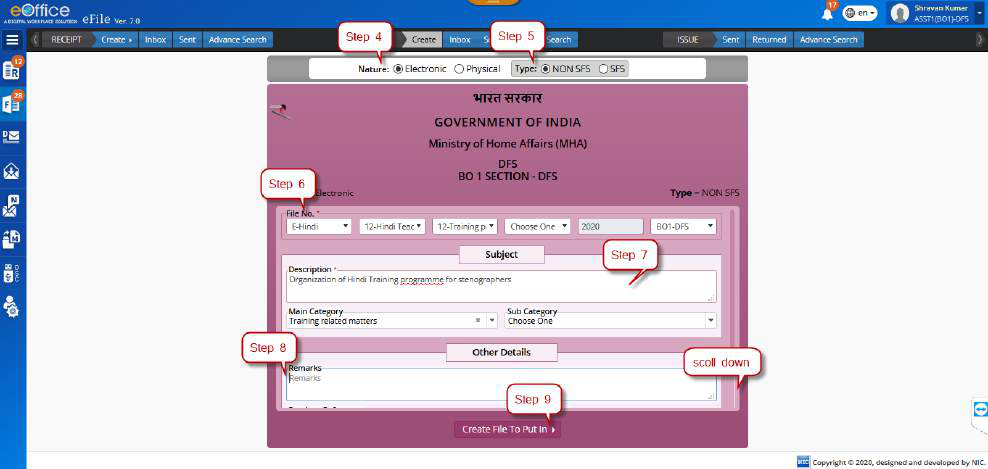 eOffice
A DIGITAL WORKPLACE SOLUTION
eFile Ver. 7.0
17
en
Shravan Kumar
ASST1(BO1)-DFS
RECEIPT Create Inbox Sent Advance Search
Step 4
Create Inbox
Step 5
Search
ISSUE Sent Returned Advance Search
12
R
28
F
Nature: Electronic Physical Type: NON SFS SFS
भारत सरकार
GOVERNMENT OF INDIA
Ministry of Home Affairs (MHA)
DFS
BO 1 SECTION - DFS
Step 6
Electronic
Type – NON SFS
File No. *
E-Hindi 12-Hindi Teac 12-Training p Choose One 2020 BO1-DFS
Subject
Step 7
Description *
Organization of Hindi Training programme for stenographers
Main Category Sub Category
Training related matters Choose One
Step 8
Other Details
scoll down
Remarks
Remarks
Step 9
Create File To Put In
NIC Copyright © 2020, designed and developed by NIC.